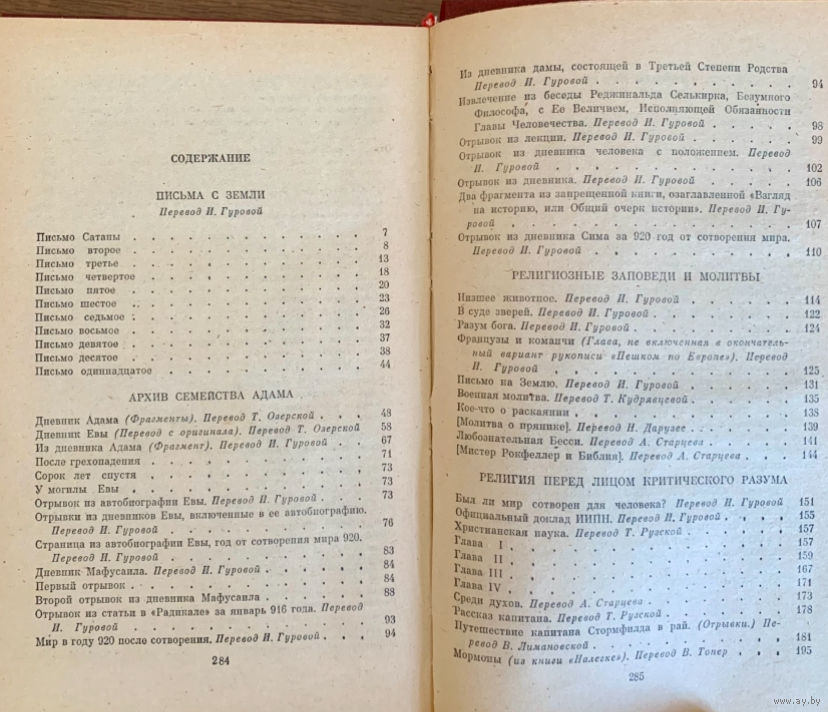 СОДЕРЖАНИЕ
ПИСЬМА С ЗЕМЛИ
Перевод И. Гуровой
Письмо Сатаны . . . . . . . . . . 7
Письмо второе . . . . . . . . . . 8
Письмо третье . . . . . . . . . . 13
Письмо четвертое . . . . . . . . . . 18
Письмо пятое . . . . . . . . . . 20
Письмо шестое . . . . . . . . . . 23
Письмо седьмое . . . . . . . . . . 26
Письмо восьмое . . . . . . . . . . 32
Письмо девятое . . . . . . . . . . 37
Письмо десятое . . . . . . . . . . 38
Письмо одиннадцатое . . . . . . . . . 44
АРХИВ СЕМЕЙСТВА АДАМА
Дневник Адама (Фрагменты). Перевод Т. Озерской . . . 48
Дневник Евы (Перевод с оригинала). Перевод Т. Озерской 58
Из дневника Адама (Фрагмент). Перевод И. Гуровой . . 67
После грехопадения . . . . . . . . . 71
Сорок лет спустя . . . . . . . . . 73
У могилы Евы . . . . . . . . . . 73
Отрывок из автобиографии Евы. Перевод И. Гуровой . . 73
Отрывки из дневников Евы, включенные в ее автобиографию.
Перевод И. Гуровой . . . . . . . . 76
Страница из автобиографии Евы, год от сотворения мира 920.
Перевод И. Гуровой . . . . . . . . 83
Дневник Мафусаила. Перевод И. Гуровой . . . . . 84
Первый отрывок . . . . . . . . . . 84
Второй отрывок из дневника Мафусаила . . . . . 88
Отрывок из статьи в «Радикале» за январь 916 года. Перевод
И. Гуровой . . . . . . . . . . 93
Мир в году 920 после сотворения. Перевод И. Гуровой . . . 94
284
Из дневника дамы, состоящей в Третьей Степени Родства
Перевод И. Гуровой . . . . . . . . 94
Извлечение из беседы Реджинальда Селькирка, Безумного
Философа, с Ее Величием, Исполняющей Обязанности
Главы Человечества. Перевод И. Гуровой . . . . 98
Отрывок из лекции. Перевод И. Гуровой . . . . 99
Отрывок из дневника человека с положением. Перевод
И. Гуровой . . . . . . . . . . 102
Отрывок из дневника. Перевод И. Гуровой . . . . 106
Два фрагмента из запрещенной книги, озаглавленной «Взгляд
на историю, или Общий очерк истории». Перевод И. Гу-
ровой . . . . . . . . . . . 107
Отрывок из дневника Сима за 920 год от сотворения мира.
Перевод И. Гуровой . . . . . . . . 110
РЕЛИГИОЗНЫЕ ЗАПОВЕДИ И МОЛИТВЫ
Низшее животное. Перевод И. Гуровой . . . . . 114
В суде зверей. Перевод И. Гуровой . . . . . . 122
Разум бога. Перевод И. Гуровой . . . . . . 124
Французы и команчи (Глава, не включенная в окончатель-
ный вариант рукописи «Пешком по Европе»). Перевод
И. Гуровой . . . . . . . . . . 125
Письмо на Землю. Перевод И. Гуровой . . . . . 131
Военная молитва. Перевод Т. Кудрявцевой . . . . 135
Кое-что о раскаянии . . . . . . . . . 138
[Молитва о прянике]. Перевод Н. Дарузес . . . . 139
Любознательная Бесси. Перевод А. Старцева . . . . 141
[Мистер Рокфеллер и Библия]. Перевод А. Старцева . . . 144
РЕЛИГИЯ ПЕРЕД ЛИЦОМ КРИТИЧЕСКОГО РАЗУМА
Был ли мир сотворен для человека? Перевод И. Гуровой 151
Официальный доклад ИИПН. Перевод И. Гуровой . . . . 155
Христианская наука. Перевод Т. Рузской . . . . . 157
Глава I . . . . . . . . . . . 157
Глава II . . . . . . . . . . . 159
Глава III . . . . . . . . . . . 167
Глава IV . . . . . . . . . . . 171
Среди духов. Перевод А. Старцева . . . . . . 173
Рассказ капитана. Перевод Т. Рузской . . . . . 178
Путешествие капитана Стормфилда в рай. (Отрывки.) Пе-
ревод В. Лимановской . . . . . . . . 181
Мормоны (из книги «Налегке»). Перевод В. Топер . . . 195
285
www.ay.by